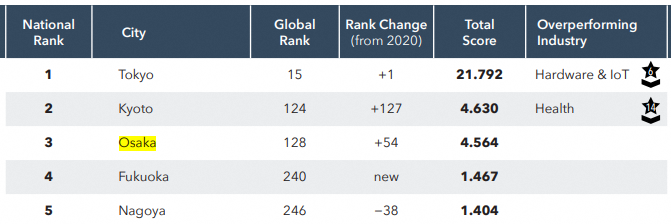 National Rank City Global Rank Rank Change (from 2020) Total Score Overperforming Industry
1 Tokyo 15 +1 21.792 Hardware & IoT 6
2 Kyoto 124 +127 4.630 Health 14
3 Osaka 128 +54 4.564
4 Fukuoka 240 new 1.467
5 Nagoya 246 −38 1.404